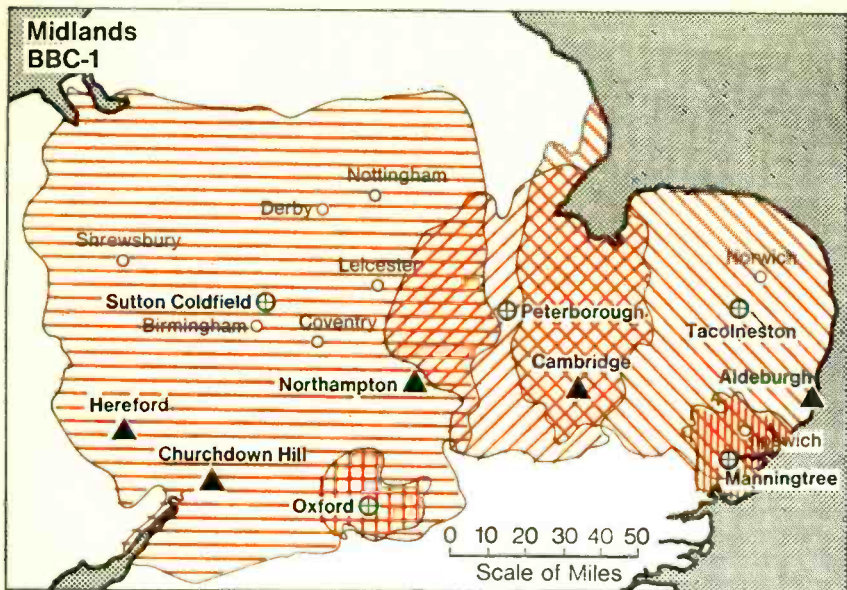 Midlands
BBC-1
Nottingham
Derby
Shrewsbury
Leicester
Norwich
Sutton Coldfield
Peterborough
Birmingham
Coventry
Tacolneston
Cambridge
Aldeburgh
Northampton
Hereford
Ipswich
Churchdown Hill
Manningtree
Oxford
0 10 20 30 40 50
Scale of Miles